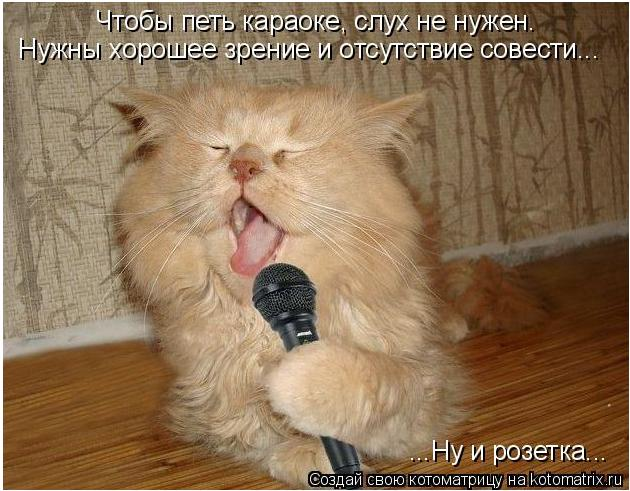 Чтобы петь караоке, слух не нужен.
Нужны хорошее зрение и отсутствие совести...
...Ну и розетка...
Создай свою котоматрицу на kotomatrix.ru